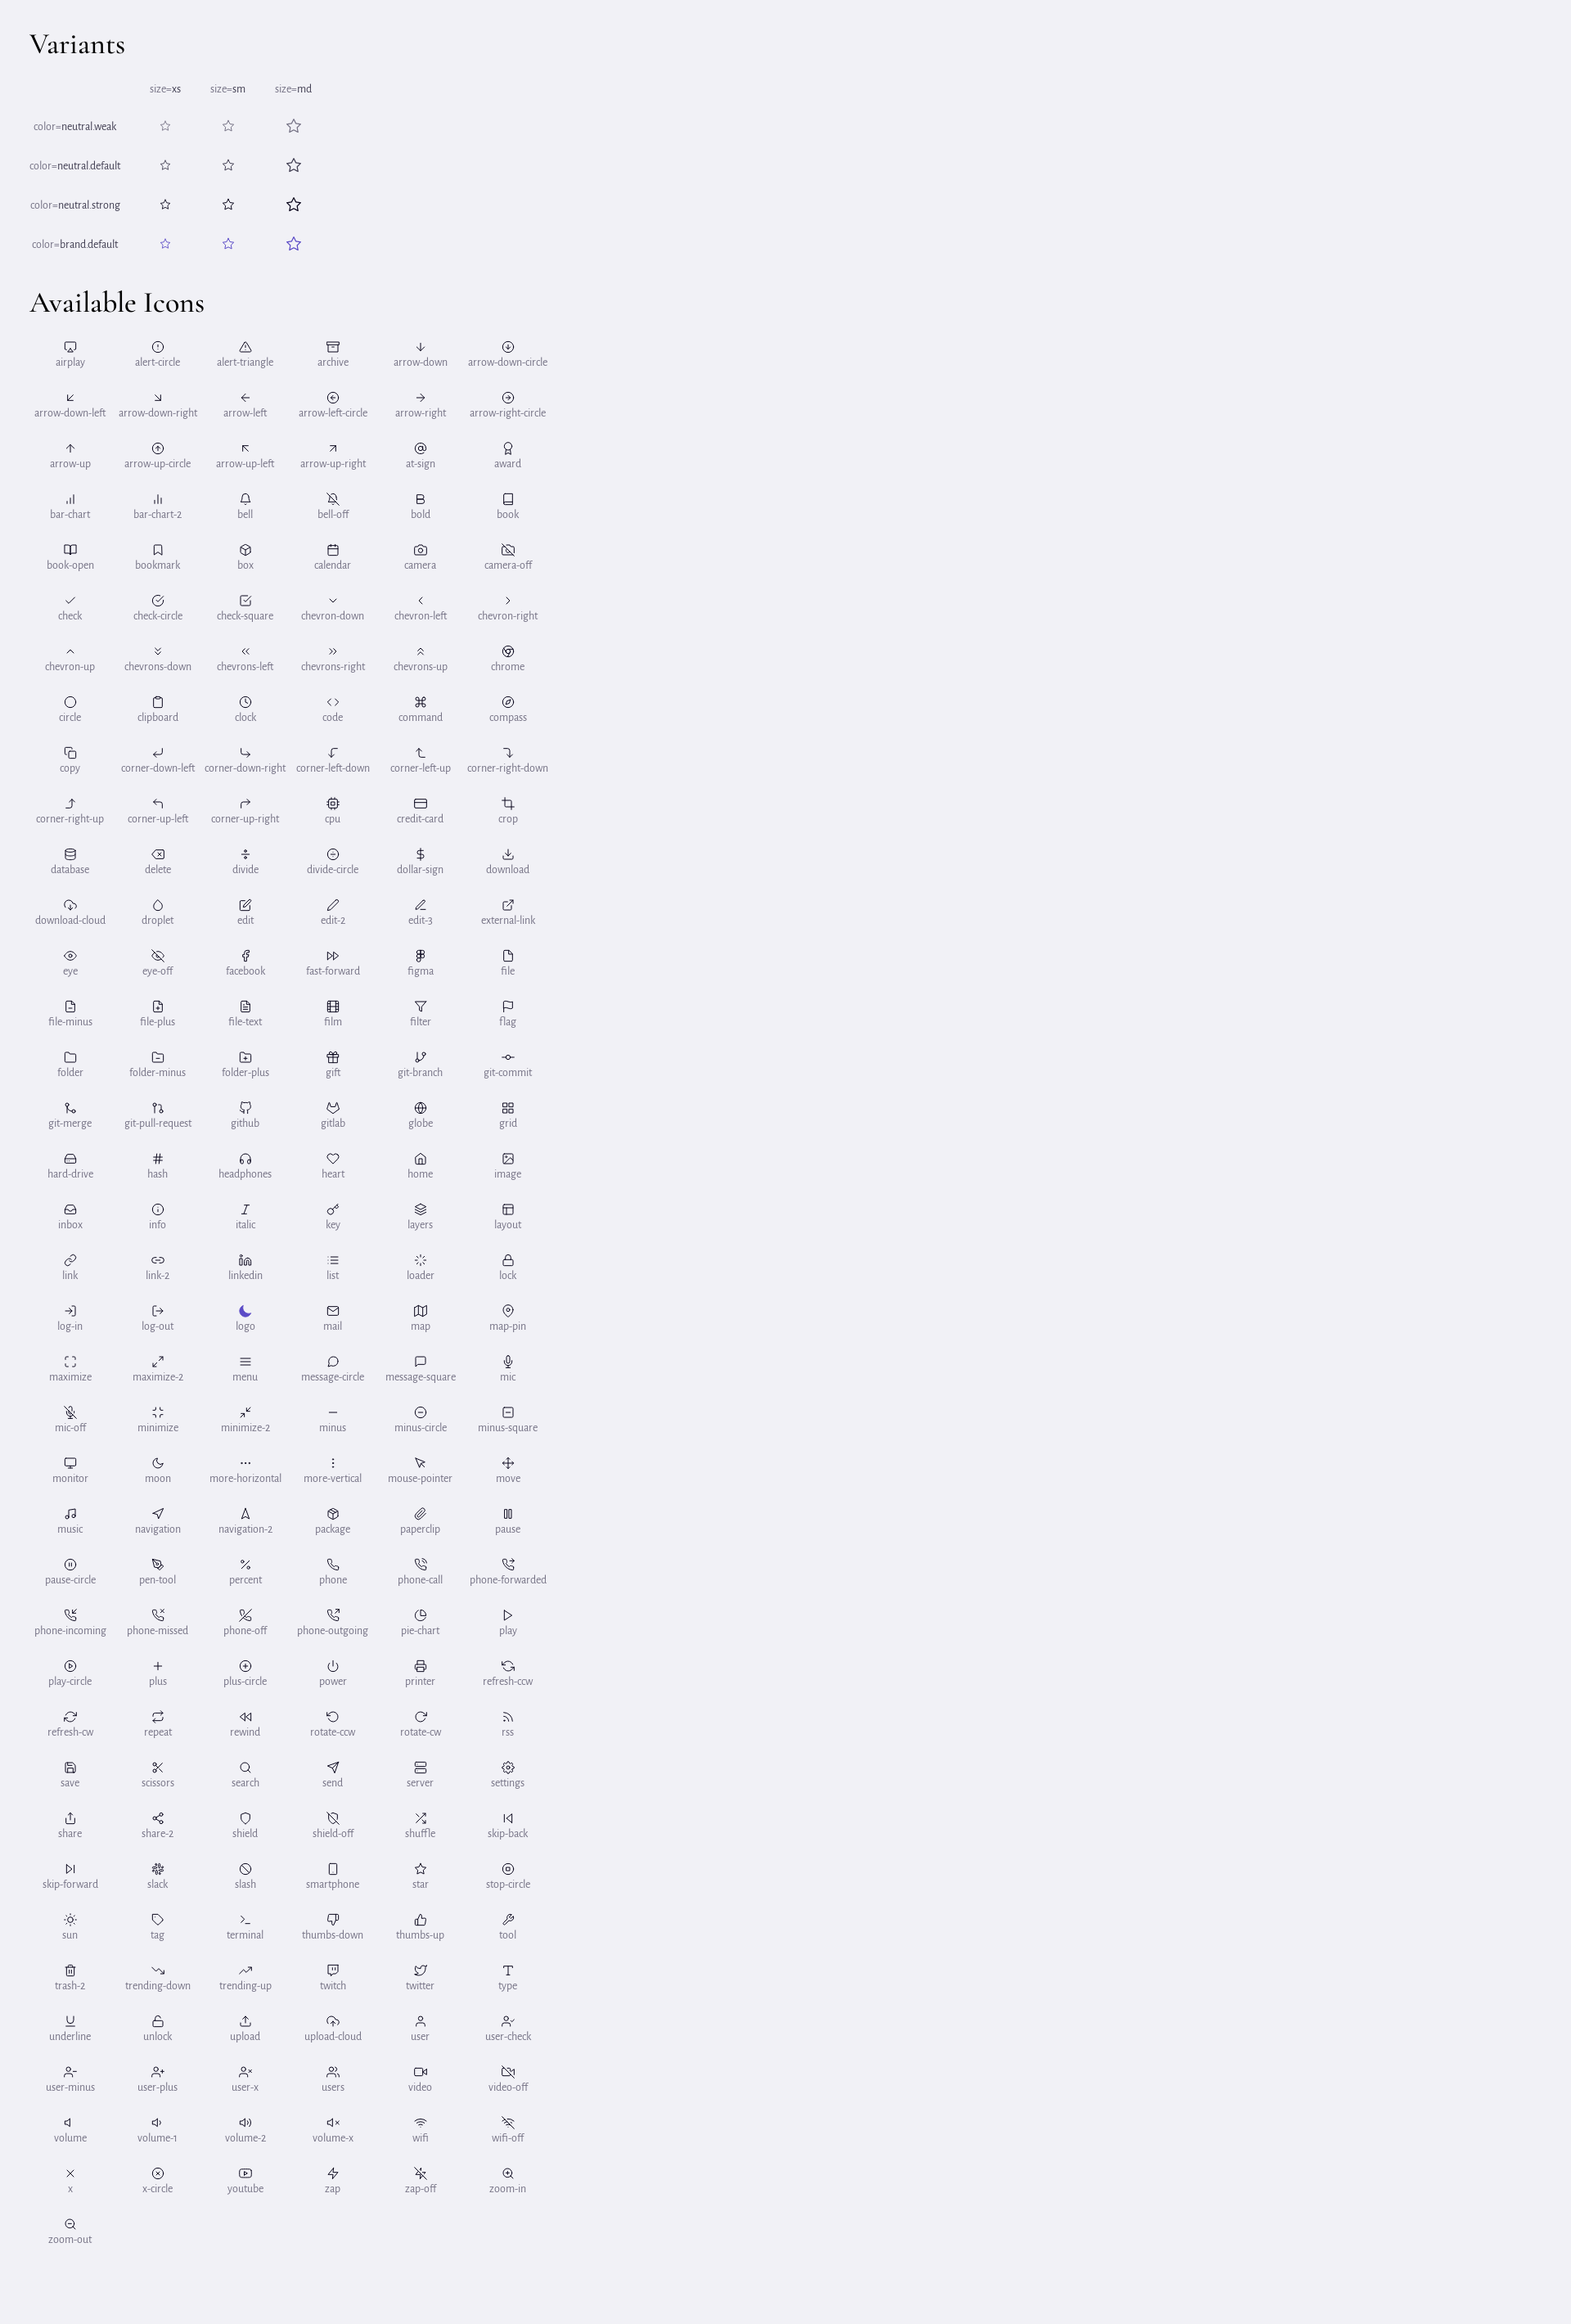 Variants
size=xs size=sm size=md
color=neutral.weak
color=neutral.default
color=neutral.strong
color=brand.default
Available Icons
airplay alert-circle alert-triangle archive arrow-down arrow-down-circle
arrow-down-left arrow-down-right arrow-left arrow-left-circle arrow-right arrow-right-circle
arrow-up arrow-up-circle arrow-up-left arrow-up-right at-sign award
bar-chart bar-chart-2 bell bell-off bold book
book-open bookmark box calendar camera camera-off
check check-circle check-square chevron-down chevron-left chevron-right
chevron-up chevrons-down chevrons-left chevrons-right chevrons-up chrome
circle clipboard clock code command compass
copy corner-down-left corner-down-right corner-left-down corner-left-up corner-right-down
corner-right-up corner-up-left corner-up-right cpu credit-card crop
database delete divide divide-circle dollar-sign download
download-cloud droplet edit edit-2 edit-3 external-link
eye eye-off facebook fast-forward figma file
file-minus file-plus file-text film filter flag
folder folder-minus folder-plus gift git-branch git-commit
git-merge git-pull-request github gitlab globe grid
hard-drive hash headphones heart home image
inbox info italic key layers layout
link link-2 linkedin list loader lock
log-in log-out logo mail map map-pin
maximize maximize-2 menu message-circle message-square mic
mic-off minimize minimize-2 minus minus-circle minus-square
monitor moon more-horizontal more-vertical mouse-pointer move
music navigation navigation-2 package paperclip pause
pause-circle pen-tool percent phone phone-call phone-forwarded
phone-incoming phone-missed phone-off phone-outgoing pie-chart play
play-circle plus plus-circle power printer refresh-ccw
refresh-cw repeat rewind rotate-ccw rotate-cw rss
save scissors search send server settings
share share-2 shield shield-off shuffle skip-back
skip-forward slack slash smartphone star stop-circle
sun tag terminal thumbs-down thumbs-up tool
trash-2 trending-down trending-up twitch twitter type
underline unlock upload upload-cloud user user-check
user-minus user-plus user-x users video video-off
volume volume-1 volume-2 volume-x wifi wifi-off
x x-circle youtube zap zap-off zoom-in
zoom-out